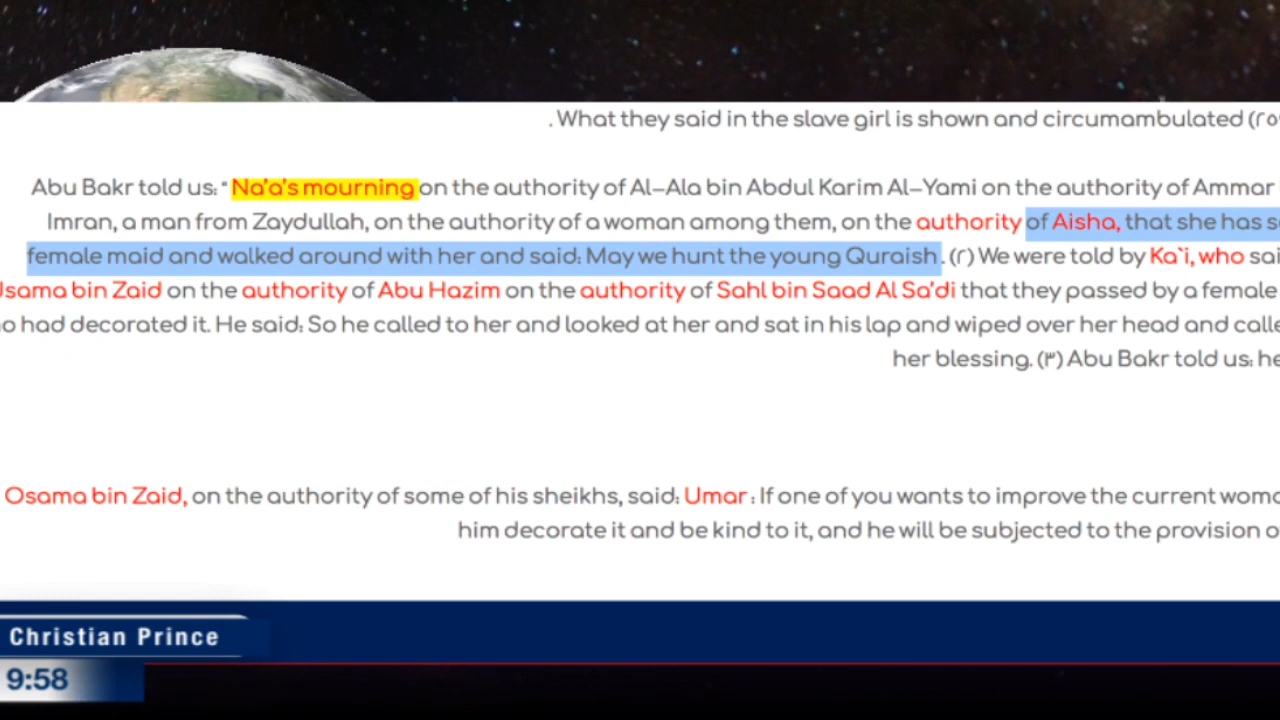 . What they said in the slave girl is shown and circumambulated (٢٥
Abu Bakr told us: " Na'a's mourning on the authority of Al-Ala bin Abdul Karim Al-Yami on the authority of Ammar
Imran, a man from Zaydullah, on the authority of a woman among them, on the authority of Aisha, that she has s
female maid and walked around with her and said: May we hunt the young Quraish . (٢) We were told by Ka`i, who sai
Usama bin Zaid on the authority of Abu Hazim on the authority of Sahl bin Saad Al Sa'di that they passed by a female
o had decorated it. He said: So he called to her and looked at her and sat in his lap and wiped over her head and calle
her blessing. (٣) Abu Bakr told us: he
Osama bin Zaid, on the authority of some of his sheikhs, said: Umar : If one of you wants to improve the current woma
him decorate it and be kind to it, and he will be subjected to the provision o
Christian Prince
9:58